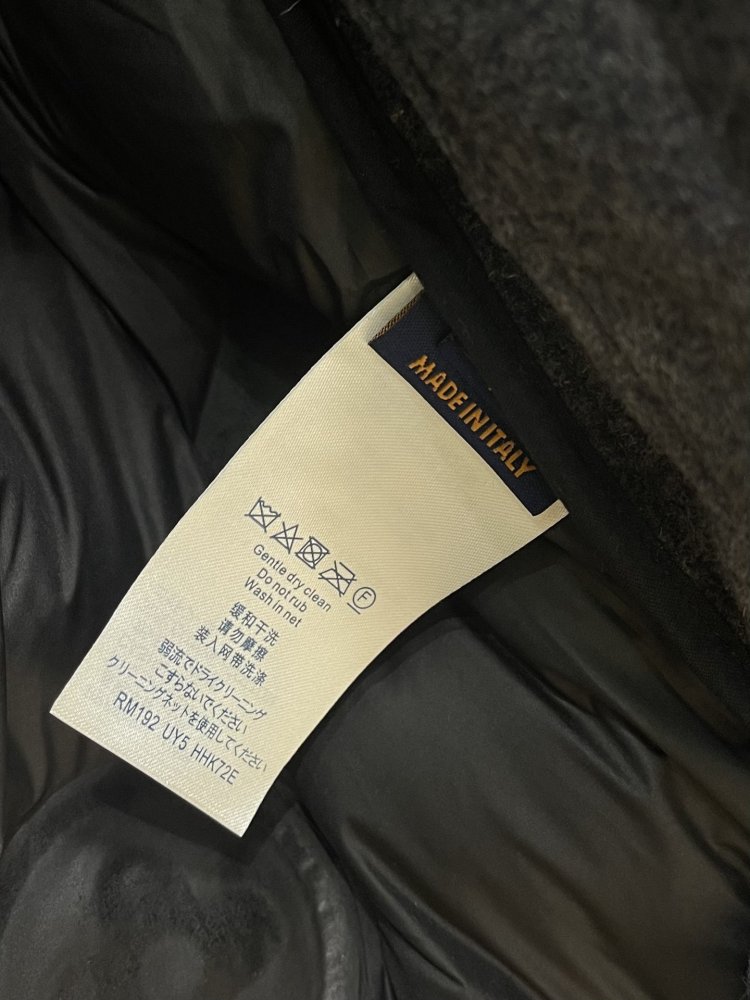 MADE IN ITALY
F
Gentle dry clean
Do not rub
Wash in net
缓和干洗
请勿摩擦
装入网带洗涤
弱流でドライクリーニング
こすらないでください
クリーニングネットを使用してください
RM192 UY5 HHK72E